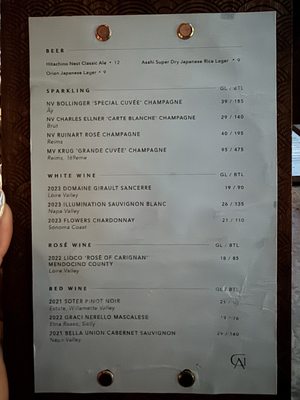 BEER
Hitachino Nest Classic Ale • 12
Asahi Super Dry Japanese Rice Lager • 9
Orion Japanese Lager • 9
SPARKLING GL / BTL
NV BOLLINGER 'SPECIAL CUVÉE' CHAMPAGNE 39 / 185
Aÿ
NV CHARLES ELLNER 'CARTE BLANCHE' CHAMPAGNE 29 / 140
Brut
NV RUINART ROSÉ CHAMPAGNE 40 / 195
Reims
MV KRUG 'GRANDE CUVÉE' CHAMPAGNE 95 / 475
Reims,
WHITE WINE GL / BTL
2023 DOMAINE GIRAULT SANCERRE 19 / 90
Loire Valley
2023 ILLUMINATION SAUVIGNON BLANC 26 / 125
Napa Valley
2023 FLOWERS CHARDONNAY / 110
Sonoma Coast
ROSÉ WINE GL / BTL
2022 LIOCO 'ROSÉ OF CARIGNAN' 18 / 85
MENDOCINO COUNTY
Loire Valley
RED WINE GL / BTL
2021 SOTER PINOT NOIR
Estate, Willamette Valley
2022 GRACI NERELLO MASCALESE
Etna Rosso, Sicily
2021 BELLA UNION CABERNET SAUVIGNON 29 / 140
Napa Valley